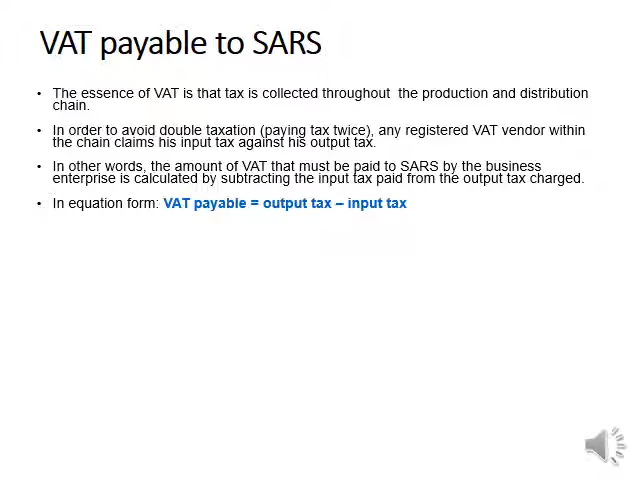 VAT payable to SARS
• The essence of VAT is that tax is collected throughout the production and distribution
chain.
• In order to avoid double taxation (paying tax twice), any registered VAT vendor within
the chain claims his input tax against his output tax.
• In other words, the amount of VAT that must be paid to SARS by the business
enterprise is calculated by subtracting the input tax paid from the output tax charged.
• In equation form: VAT payable = output tax – input tax